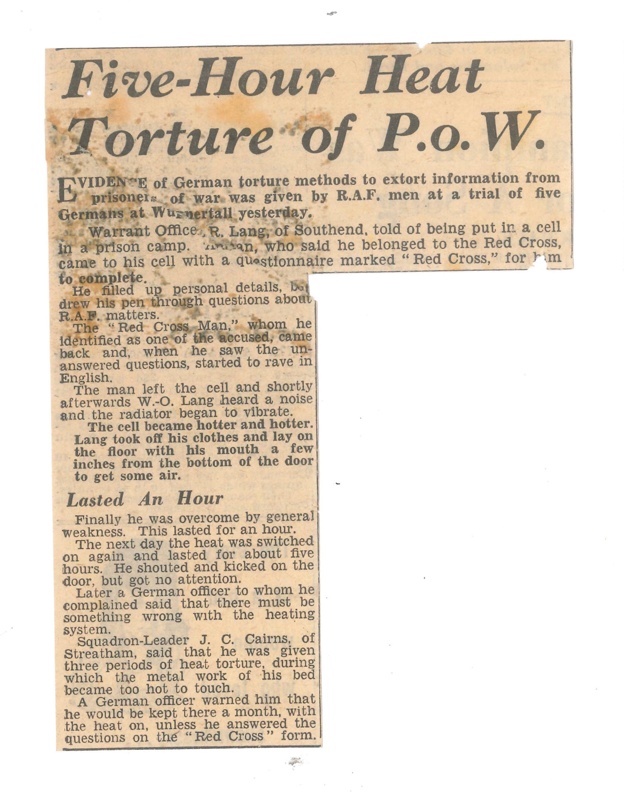 Five-Hour Heat
Torture of P.o.W.
EVIDENCE of German torture methods to extort information from
prisoners of war was given by R.A.F. men at a trial of five
Germans at yesterday.
Warrant Office R. Lang, of Southend, told of being put in a cell
in a prison camp. who said he belonged to the Red Cross,
came to his cell with a questionnaire marked "Red Cross," for him
to complete.
He filled up personal details, but
drew his pen through questions about
R.A.F. matters.
The "Red Cross Man," whom he
identified as one of the accused, came
back and, when he saw the un-
answered questions, started to rave in
English.
The man left the cell and shortly
afterwards W.-O. Lang heard a noise
and the radiator began to vibrate.
The cell became hotter and hotter.
Lang took off his clothes and lay on
the floor with his mouth a few
inches from the bottom of the door
to get some air.
Lasted An Hour
Finally he was overcome by general
weakness. This lasted for an hour.
The next day the heat was switched
on again and lasted for about five
hours. He shouted and kicked on the
door, but got no attention.
Later a German officer to whom he
complained said that there must be
something wrong with the heating
system.
Squadron-Leader J. C. Cairns, of
Streatham, said that he was given
three periods of heat torture, during
which the metal work of his bed
became too hot to touch.
A German officer warned him that
he would be kept there a month, with
the heat on, unless he answered the
questions on the "Red Cross" form.